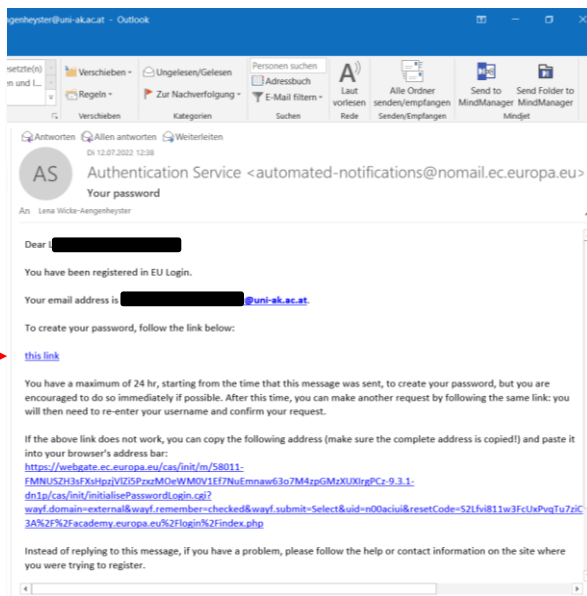 ngenheyster@uni-ak.ac.at - Outlook
esetzte(n)
en und I...
Verschieben
Regeln
Verschieben
Ungelesen/Gelesen
Zur Nachverfolgung
Kategorien
Personen suchen
Adressbuch
E-Mail filtern
Suchen
Laut vorlesen
Rede
Alle Ordner senden/empfangen
Senden/Empfangen
Send to MindManager
Send Folder to MindManager
Mindjet
Antworten Allen antworten Weiterleiten
Di 12.07.2022 12:38
AS
Authentication Service <automated-notifications@nomail.ec.europa.eu>
Your password
An Lena Wicke-Aengenheyster
Dear L
You have been registered in EU Login.
Your email address is @uni-ak.ac.at.
To create your password, follow the link below:
this link
You have a maximum of 24 hr, starting from the time that this message was sent, to create your password, but you are
encouraged to do so immediately if possible. After this time, you can make another request by following the same link: you
will then need to re-enter your username and confirm your request.
If the above link does not work, you can copy the following address (make sure the complete address is copied!) and paste it
into your browser's address bar:
https://webgate.ec.europa.eu/cas/init/m/58011-
FMNUSZH3sFXsHpzjVlZi5PzxzMOeWM0V1Ef7NuEmnaw63o7M4zpGMzXUXIrgPCz-9.3.1-
dn1p/cas/init/initialisePasswordLogin.cgi?
wayf.domain=external&wayf.remember=checked&wayf.submit=Select&uid=n00aciui&resetCode=S2Lfvi811w3FcUxPvqTu7ziC
3A%2F%2Facademy.europa.eu%2Flogin%2Findex.php
Instead of replying to this message, if you have a problem, please follow the help or contact information on the site where
you were trying to register.